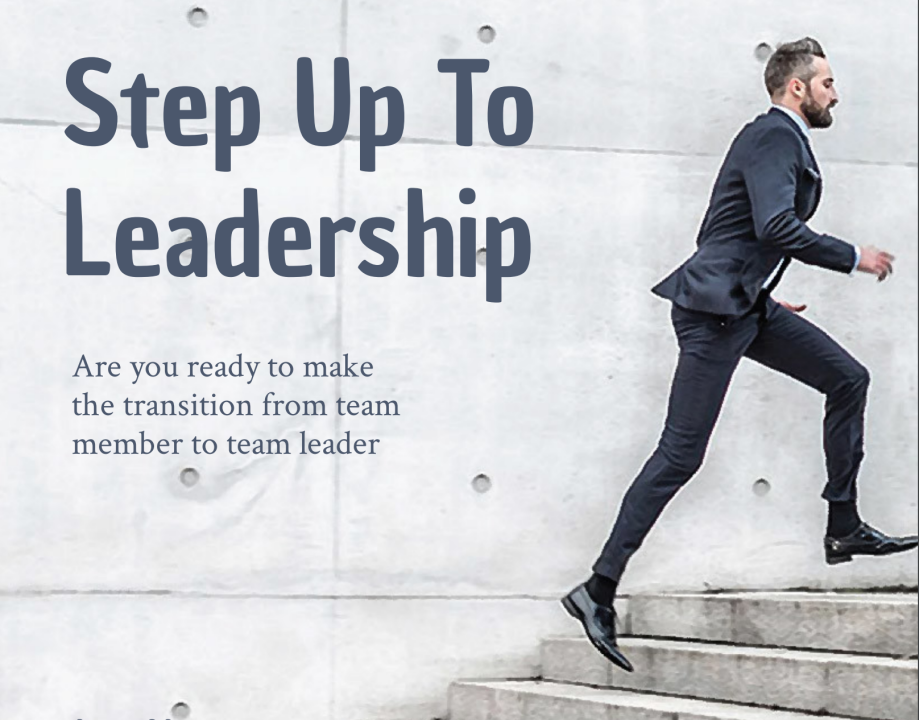 Step Up To
Leadership
Are you ready to make
the transition from team
member to team leader